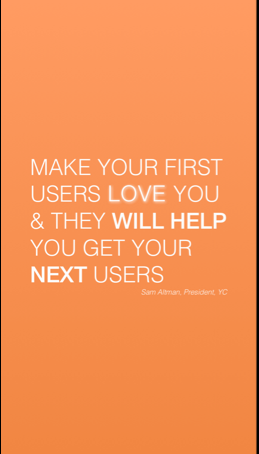 MAKE YOUR FIRST
USERS LOVE YOU
& THEY WILL HELP
YOU GET YOUR
NEXT USERS
Sam Altman, President, YC